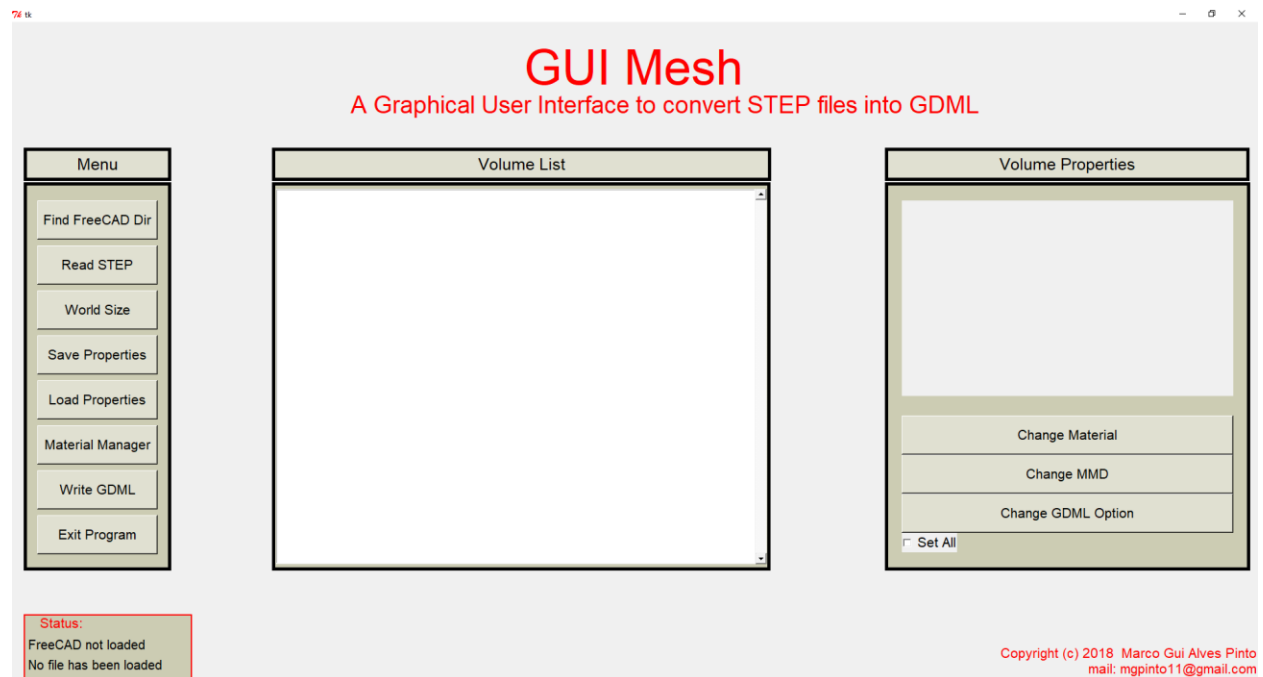 tk
GUI Mesh
A Graphical User Interface to convert STEP files into GDML
Menu
Find FreeCAD Dir
Read STEP
World Size
Save Properties
Load Properties
Material Manager
Write GDML
Exit Program
Volume List
Volume Properties
Change Material
Change MMD
Change GDML Option
Set All
Status:
FreeCAD not loaded
No file has been loaded
Copyright (c) 2018 Marco Gui Alves Pinto
mail: mgpinto11@gmail.com